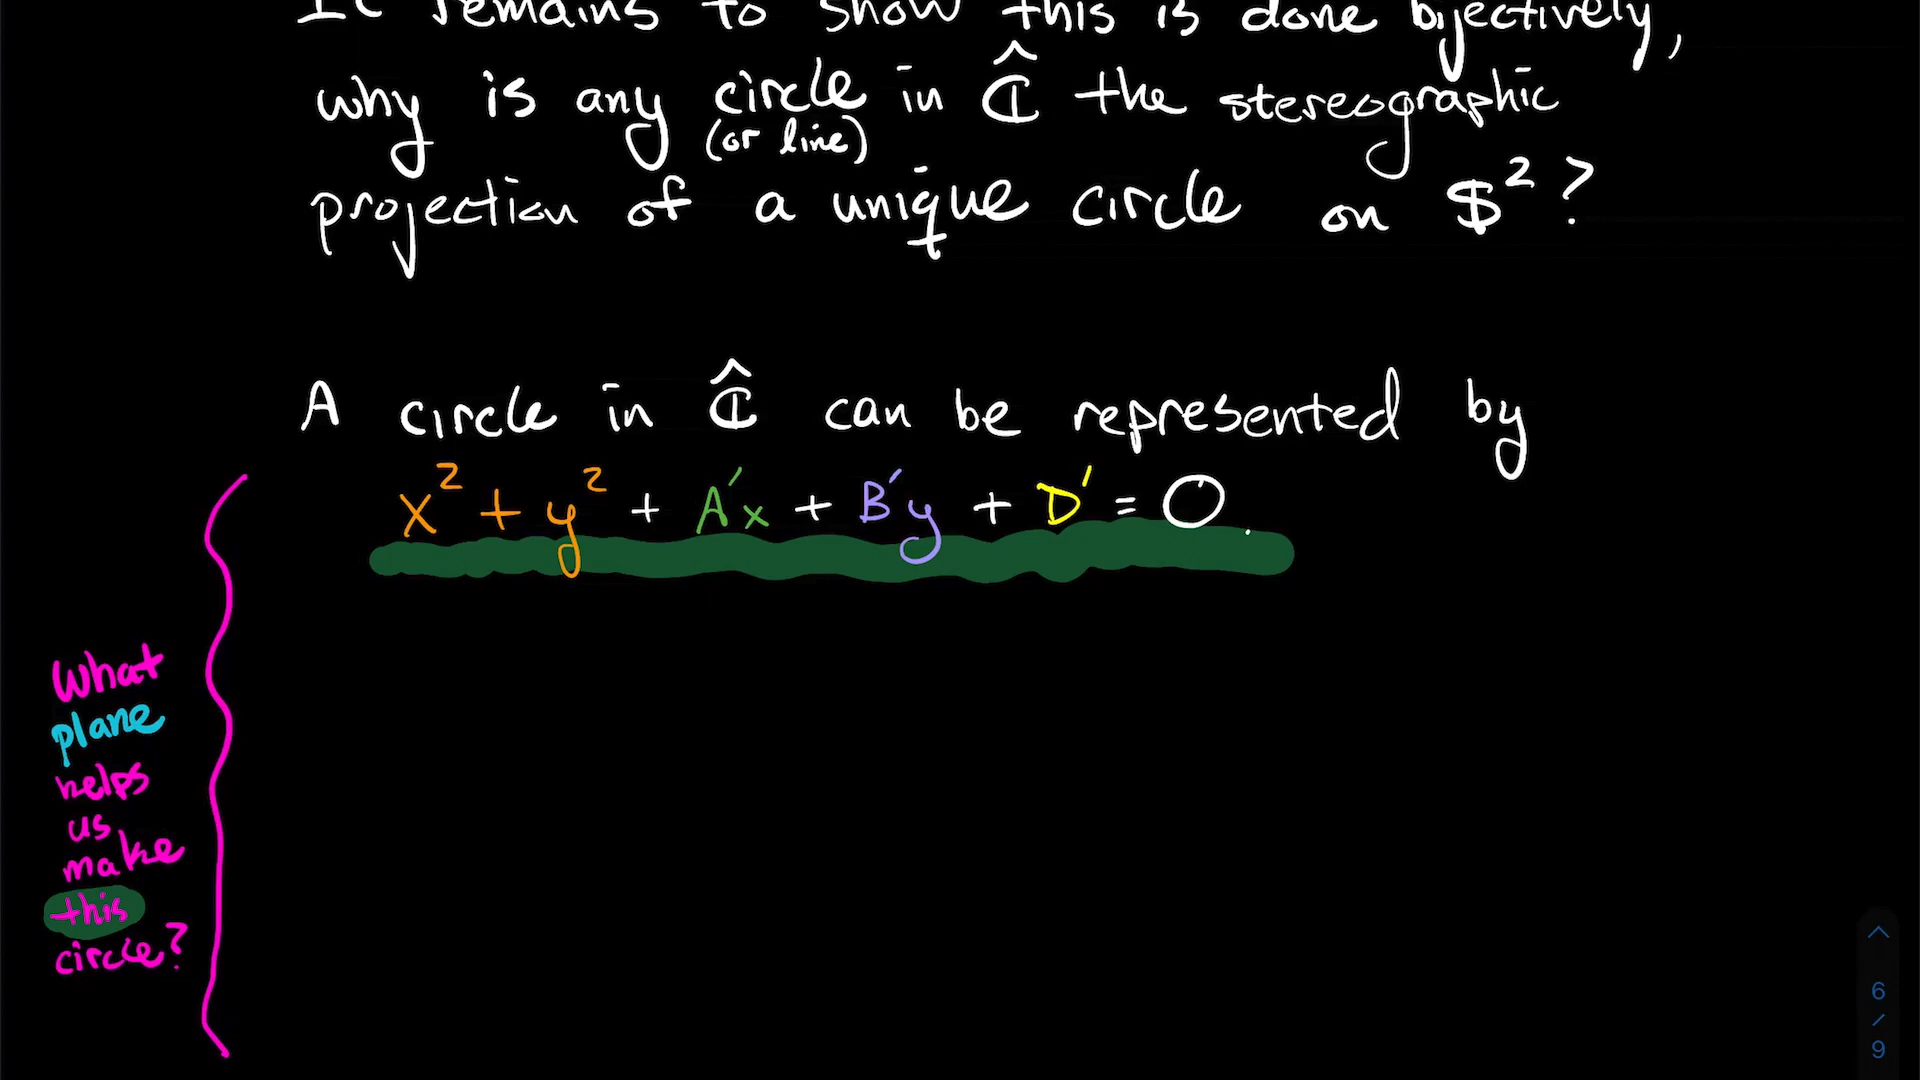 It remains to show this is done bijectively,
why is any circle in Ĉ the stereographic
(or line)
projection of a unique circle on $² ?
A circle in Ĉ can be represented by
x² + y² + A'x + B'y + D' = 0.
What
plane
helps
us
make
this
circle?
6
/
9